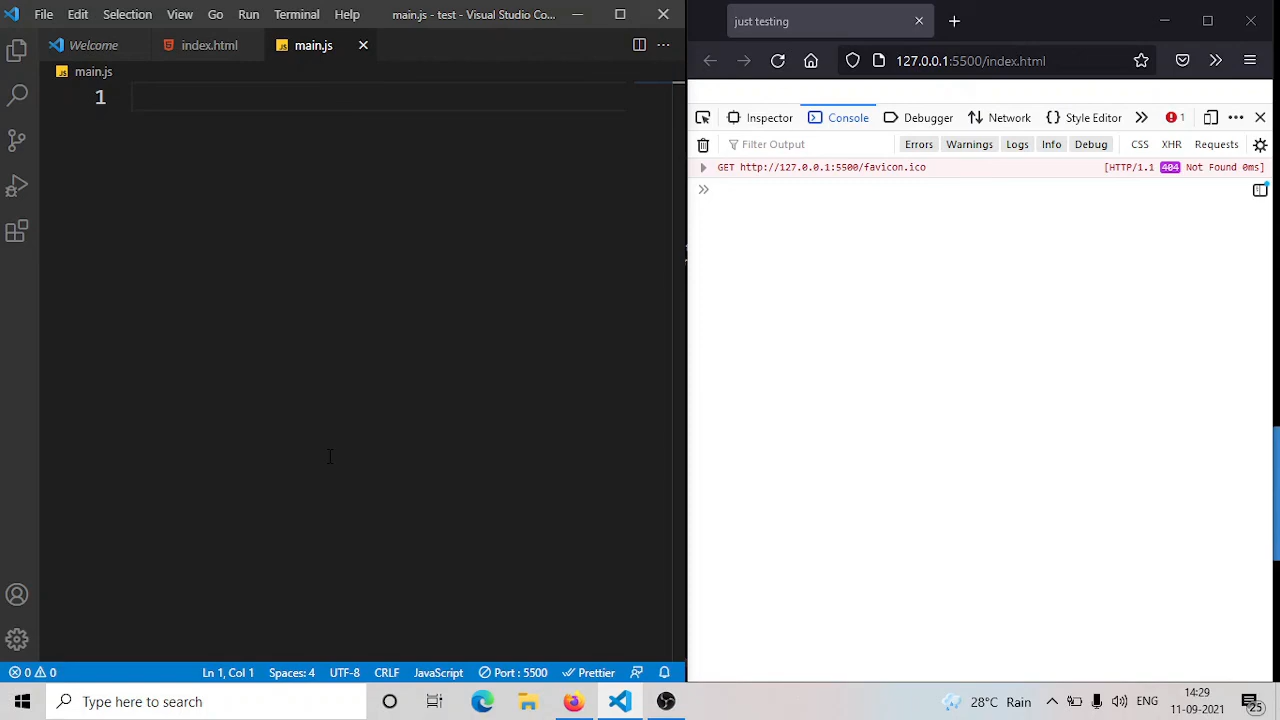 File Edit Selection View Go Run Terminal Help main.js - test - Visual Studio Co...
Welcome index.html main.js
main.js
1
Ln 1, Col 1 Spaces: 4 UTF-8 CRLF JavaScript Port : 5500 Prettier
0 0
just testing
127.0.0.1:5500/index.html
Inspector Console Debugger Network Style Editor 1
Filter Output Errors Warnings Logs Info Debug CSS XHR Requests
GET http://127.0.0.1:5500/favicon.ico [HTTP/1.1 404 Not Found 0ms]
Type here to search
28°C Rain
14:29
11-09-2021
25